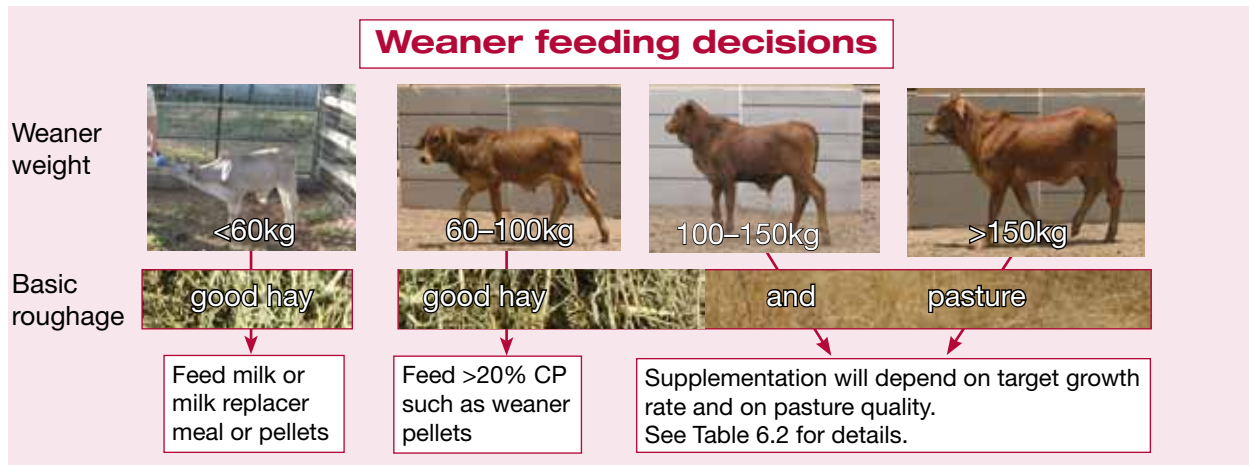 Weaner feeding decisions
Weaner
weight
<60kg
60–100kg
100–150kg
>150kg
Basic
roughage
good hay
good hay
and
pasture
Feed milk or
milk replacer
meal or pellets
Feed >20% CP
such as weaner
pellets
Supplementation will depend on target growth
rate and on pasture quality.
See Table 6.2 for details.